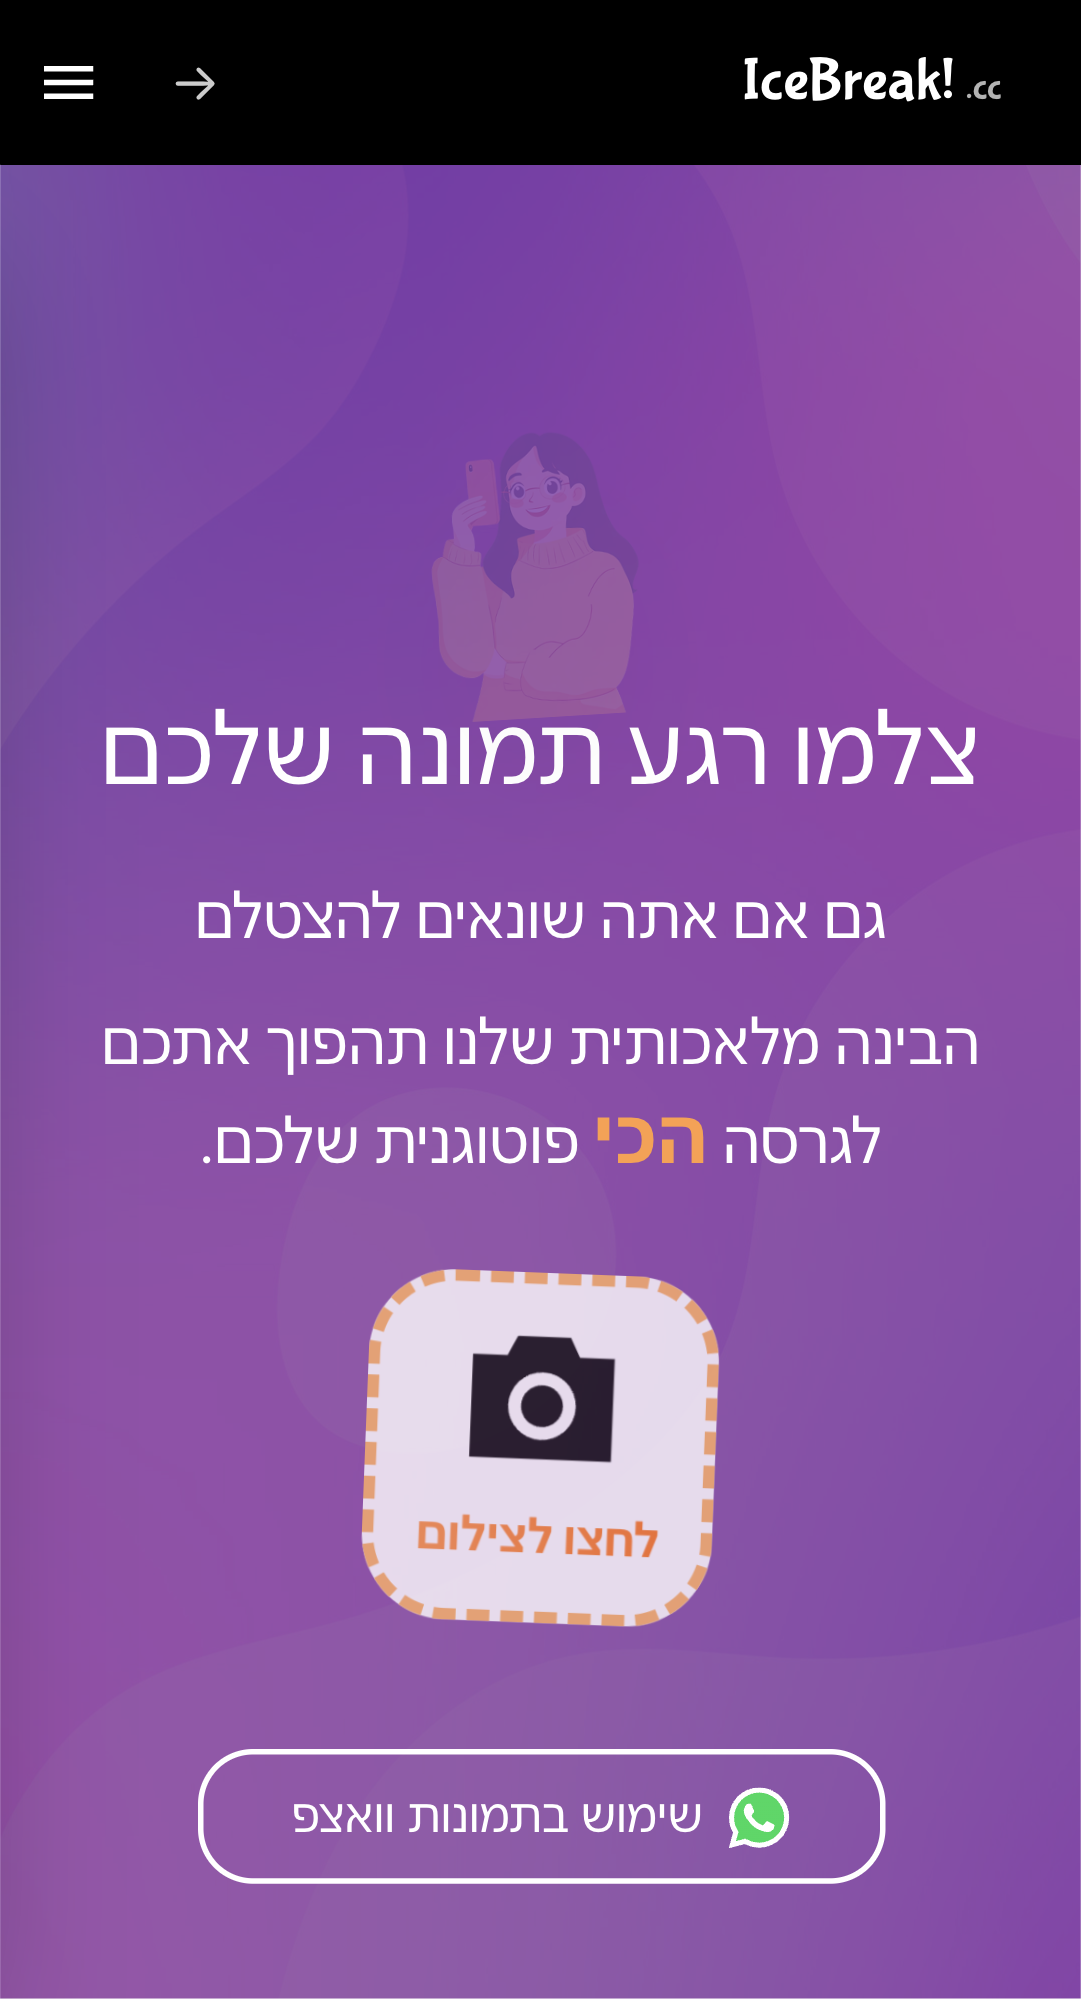 IceBreak! .cc
צלמו רגע תמונה שלכם
גם אם אתה שונאים להצטלם
הבינה מלאכותית שלנו תהפוך אתכם
לגרסה הכי פוטוגנית שלכם.
לחצו לצילום
שימוש בתמונות וואצפ